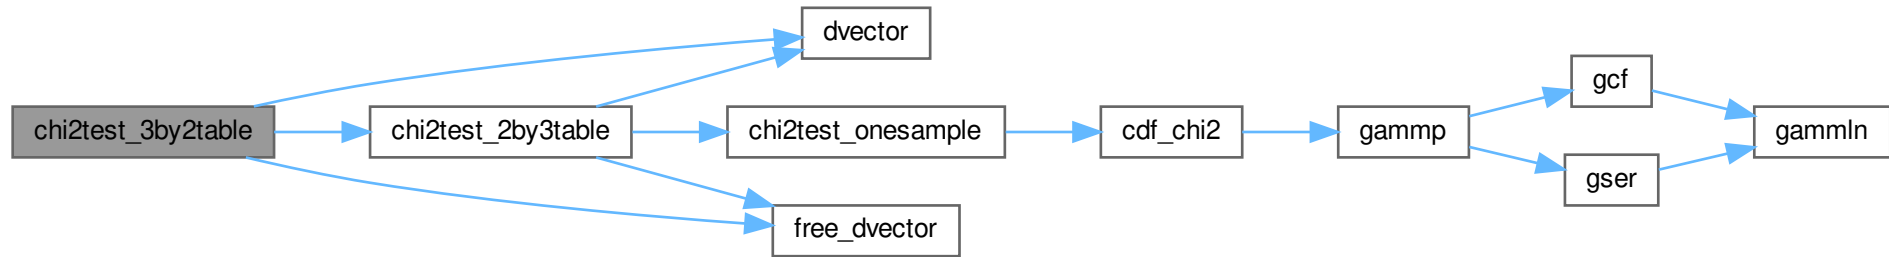 chi2test_3by2table
chi2test_2by3table
dvector
chi2test_onesample
free_dvector
cdf_chi2
gammp
gcf
gser
gammln